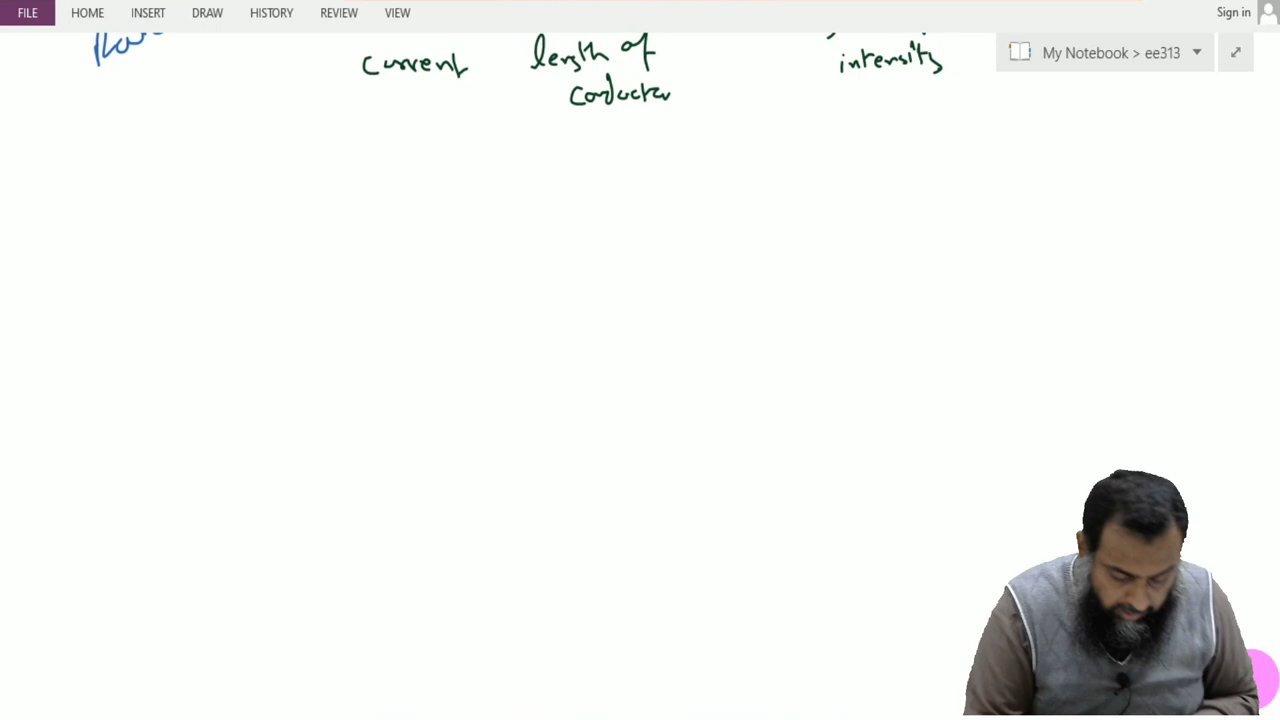 FILE HOME INSERT DRAW HISTORY REVIEW VIEW
Sign in
My Notebook > ee313
current
length of
conductor
intensity